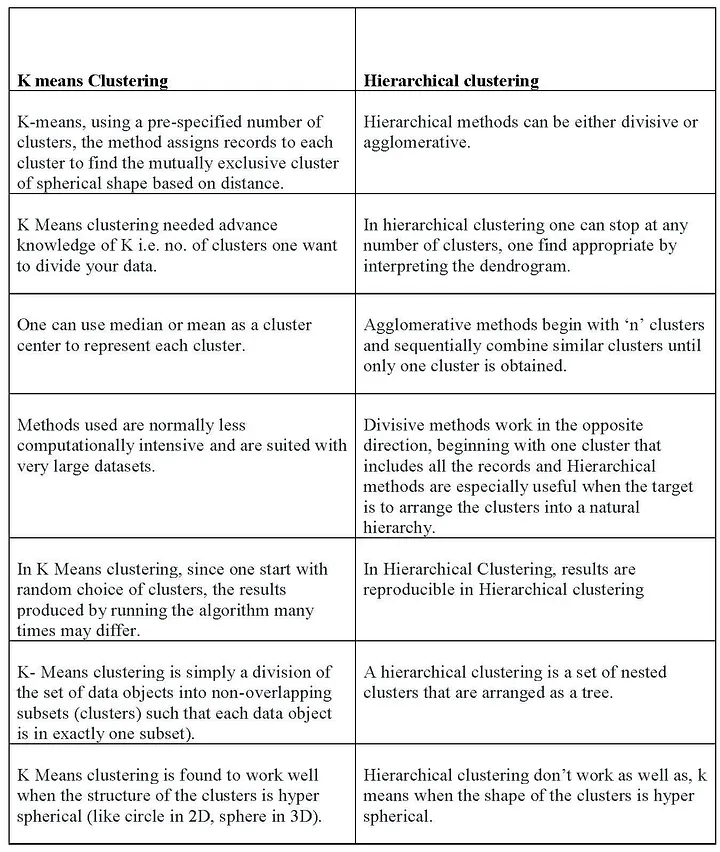 K means Clustering
Hierarchical clustering
K-means, using a pre-specified number of
clusters, the method assigns records to each
cluster to find the mutually exclusive cluster
of spherical shape based on distance.
Hierarchical methods can be either divisive or
agglomerative.
K Means clustering needed advance
knowledge of K i.e. no. of clusters one want
to divide your data.
In hierarchical clustering one can stop at any
number of clusters, one find appropriate by
interpreting the dendrogram.
One can use median or mean as a cluster
center to represent each cluster.
Agglomerative methods begin with ‘n’ clusters
and sequentially combine similar clusters until
only one cluster is obtained.
Methods used are normally less
computationally intensive and are suited with
very large datasets.
Divisive methods work in the opposite
direction, beginning with one cluster that
includes all the records and Hierarchical
methods are especially useful when the target
is to arrange the clusters into a natural
hierarchy.
In K Means clustering, since one start with
random choice of clusters, the results
produced by running the algorithm many
times may differ.
In Hierarchical Clustering, results are
reproducible in Hierarchical clustering
K- Means clustering is simply a division of
the set of data objects into non-overlapping
subsets (clusters) such that each data object
is in exactly one subset).
A hierarchical clustering is a set of nested
clusters that are arranged as a tree.
K Means clustering is found to work well
when the structure of the clusters is hyper
spherical (like circle in 2D, sphere in 3D).
Hierarchical clustering don’t work as well as, k
means when the shape of the clusters is hyper
spherical.